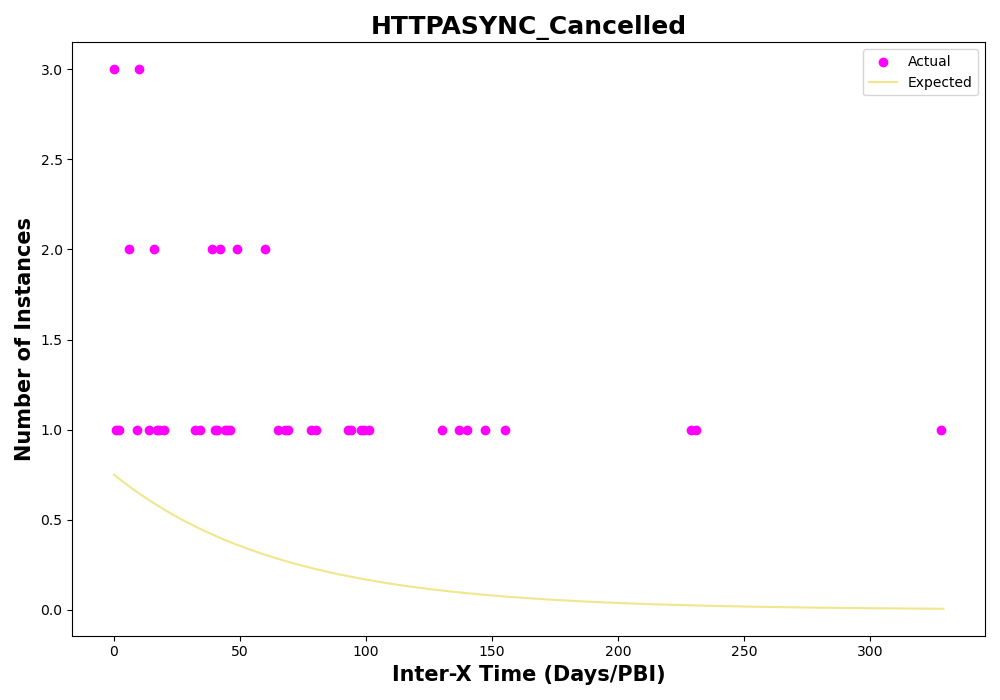 HTTPASYNC_Cancelled
Actual
Expected
Number of Instances
3.0
2.5
2.0
1.5
1.0
0.5
0.0
0 50 100 150 200 250 300
Inter-X Time (Days/PBI)